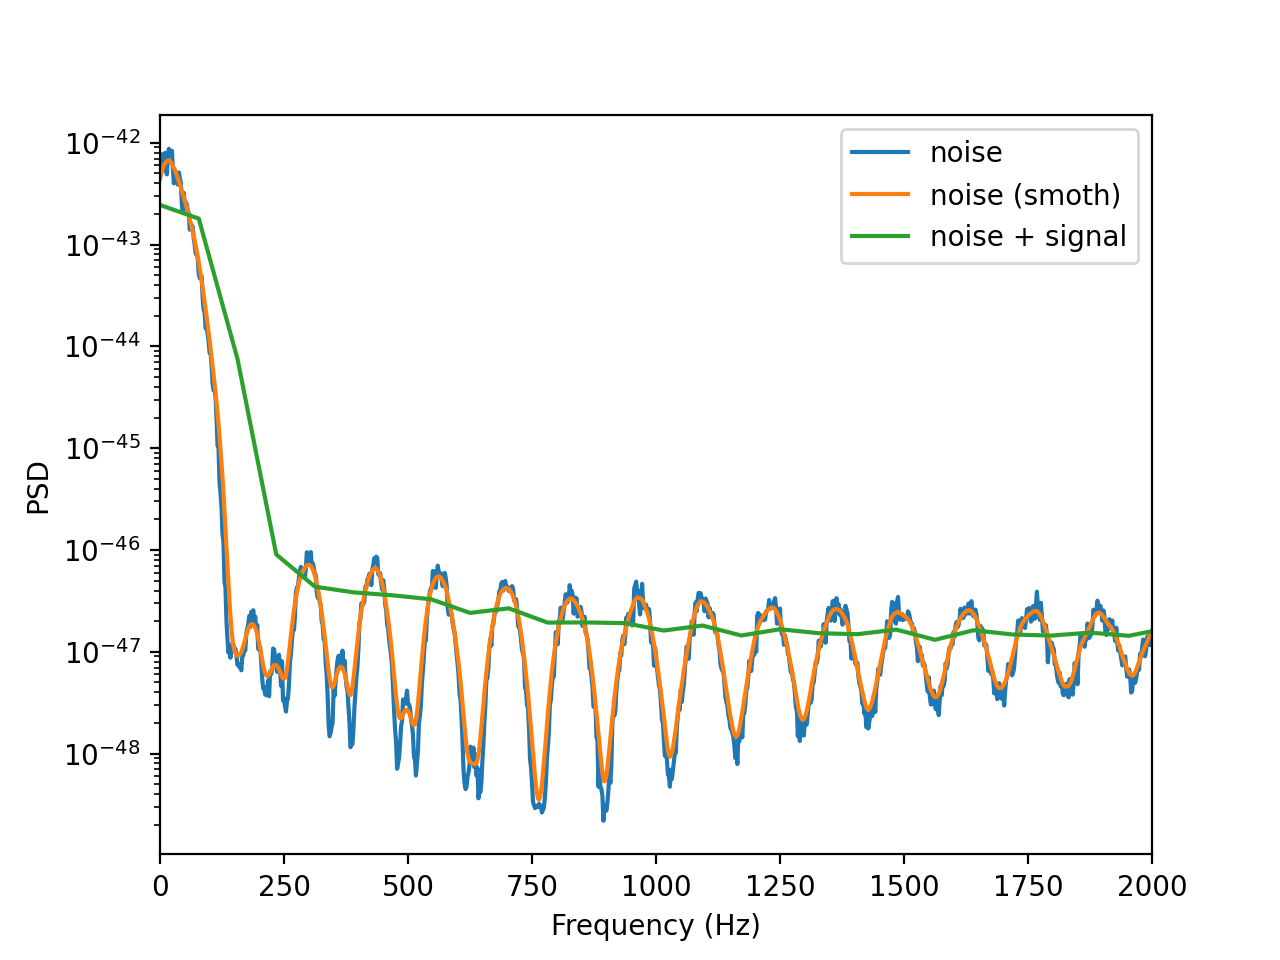 noise
noise (smoth)
noise + signal
PSD
10⁻⁴²
10⁻⁴³
10⁻⁴⁴
10⁻⁴⁵
10⁻⁴⁶
10⁻⁴⁷
10⁻⁴⁸
0 250 500 750 1000 1250 1500 1750 2000
Frequency (Hz)